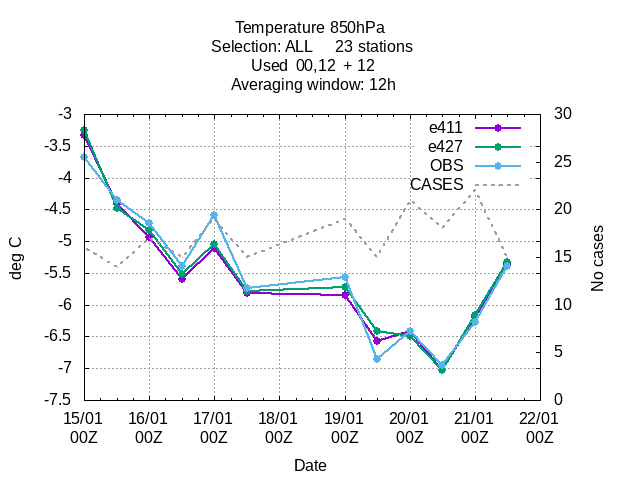 Temperature 850hPa
Selection: ALL 23 stations
Used 00,12 + 12
Averaging window: 12h
-3 30
-3.5 25
-4 20
-4.5 15
-5 10
-5.5 5
-6 0
-6.5
-7
-7.5
e411
e427
OBS
CASES
deg C
No cases
15/01 16/01 17/01 18/01 19/01 20/01 21/01 22/01
00Z 00Z 00Z 00Z 00Z 00Z 00Z 00Z
Date